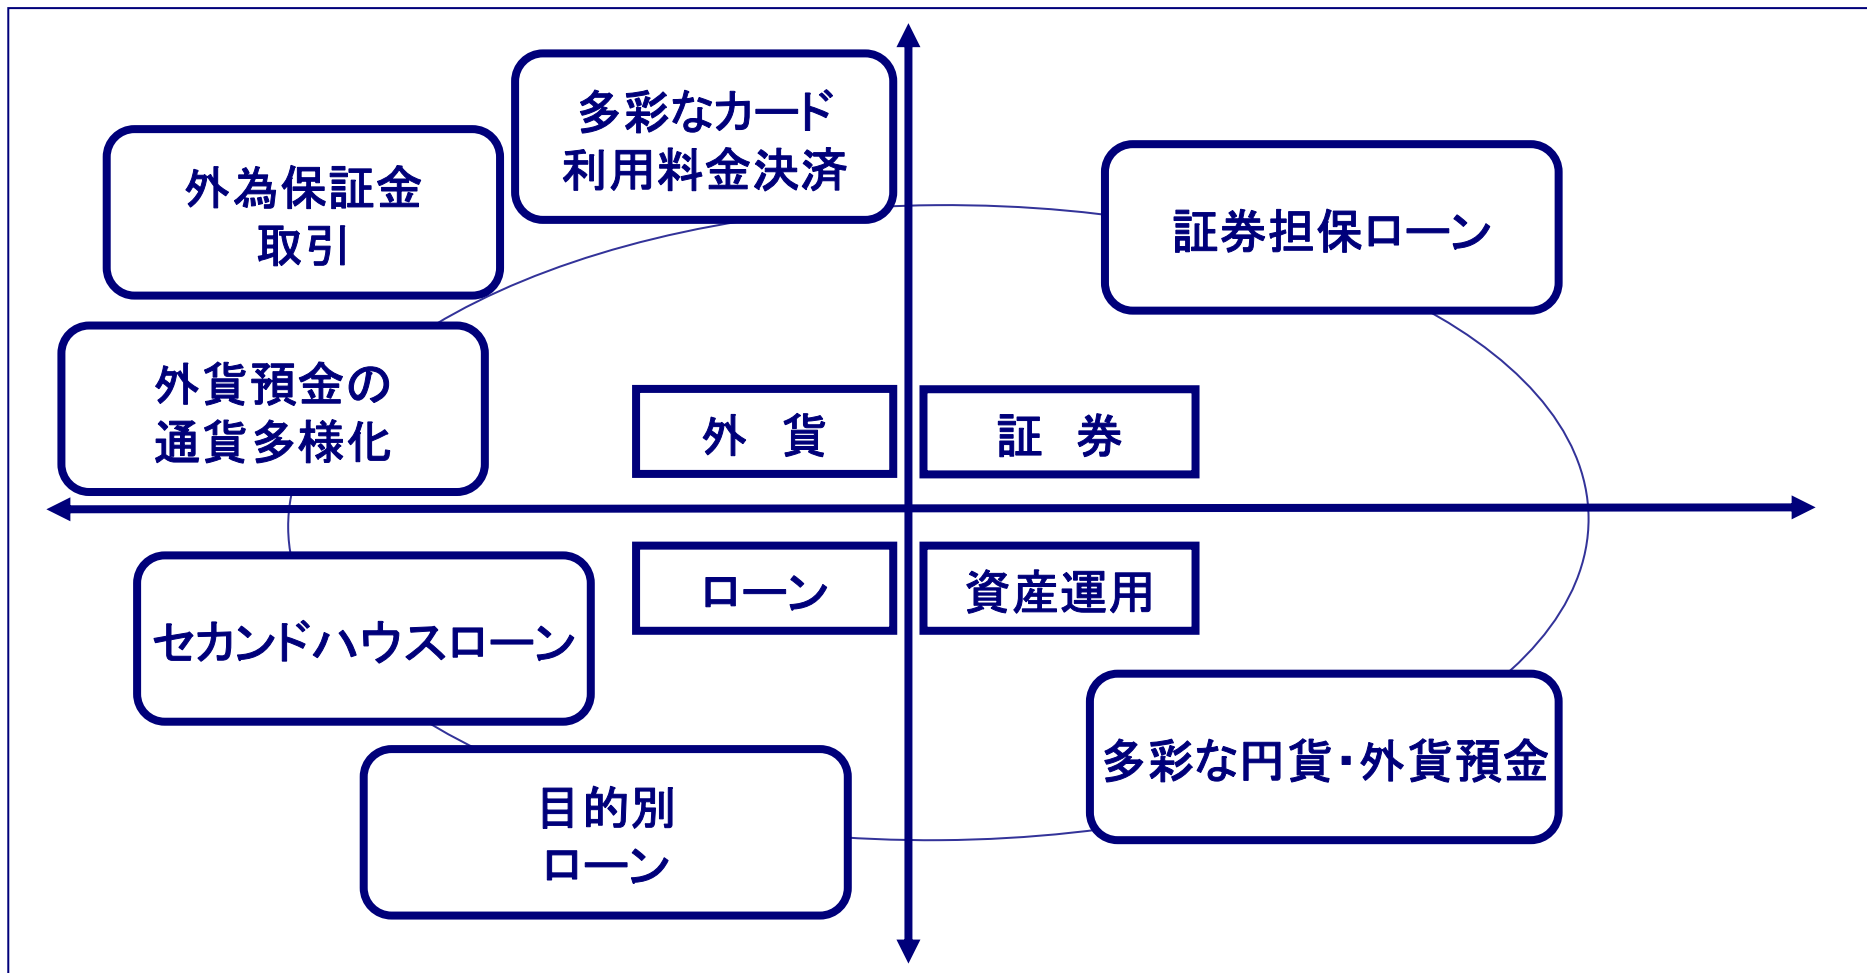 多彩なカード
利用料金決済
外為保証金
取引
証券担保ローン
外貨預金の
通貨多様化
外　貨
証　券
ローン
資産運用
セカンドハウスローン
多彩な円貨・外貨預金
目的別
ローン